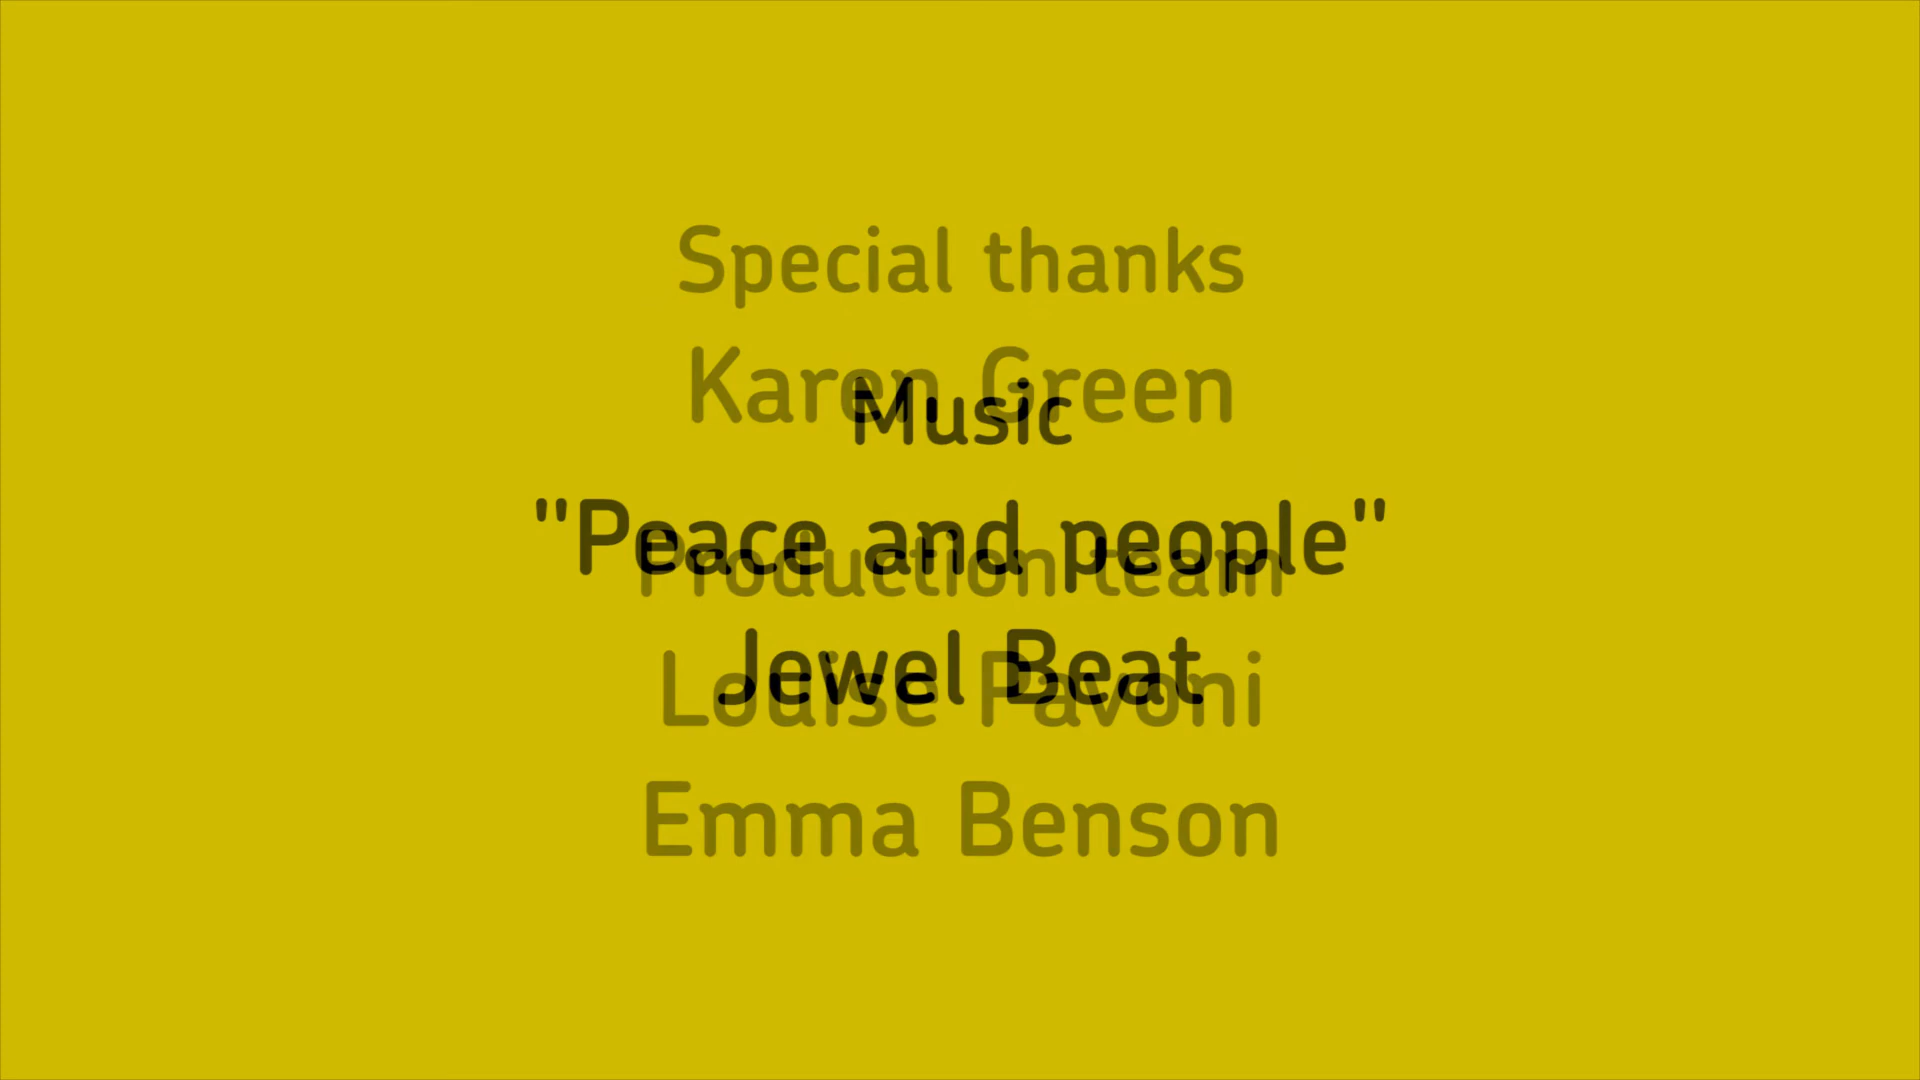 Special thanks
Karen Green
Music
"Peace and people"
Production team
Jewel Beat
Louise Pavoni
Emma Benson